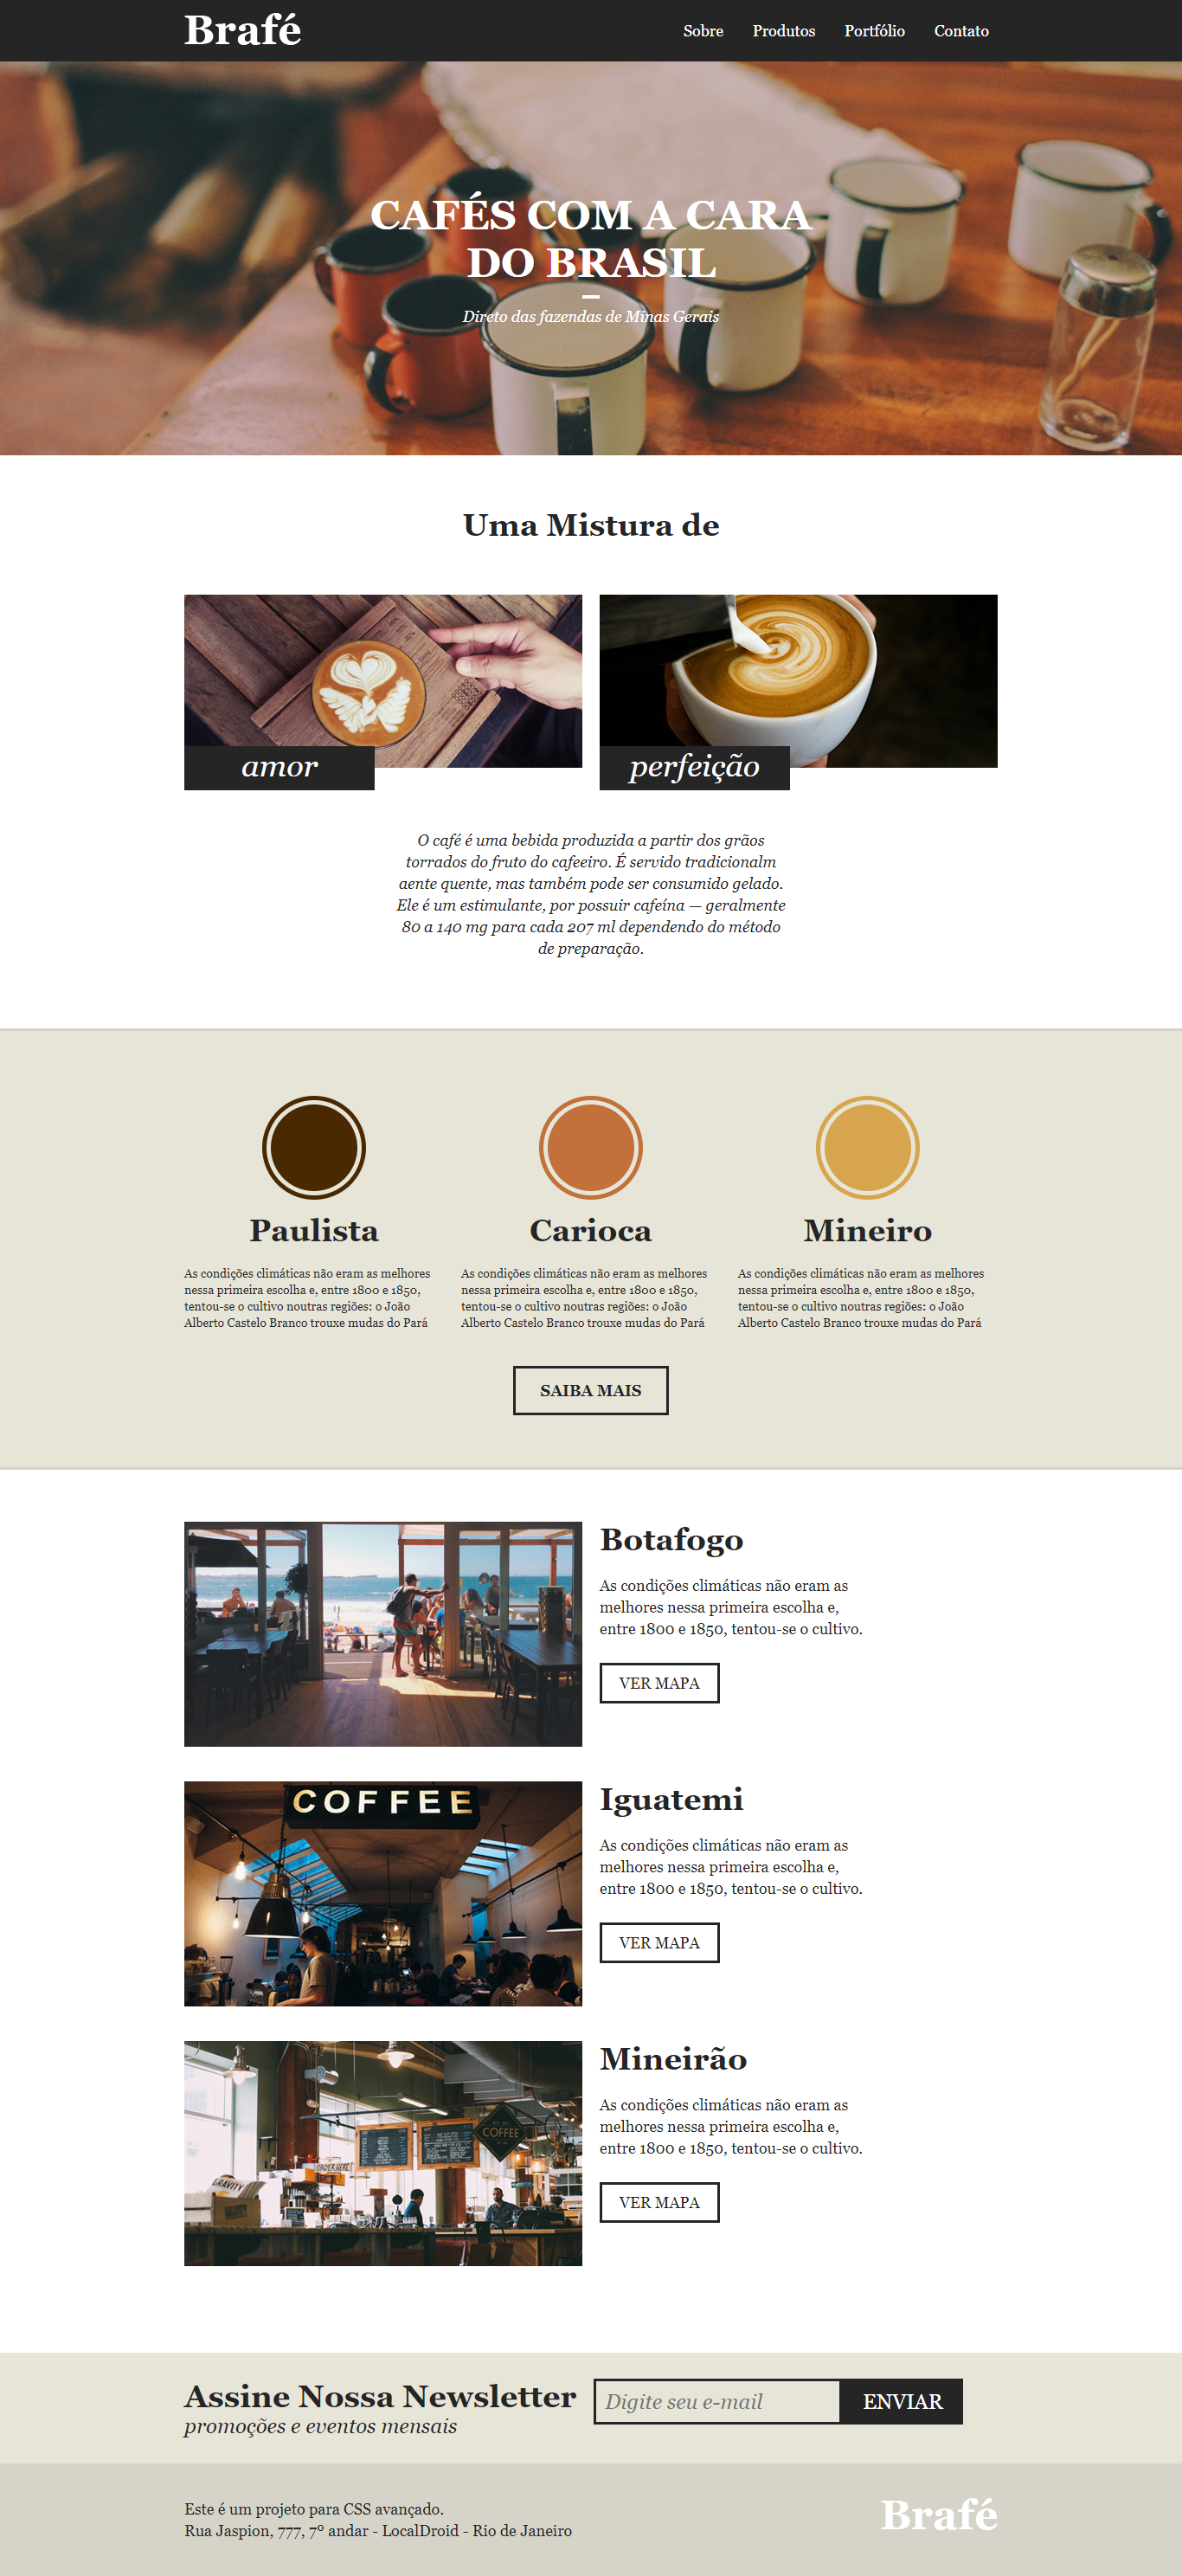 Brafé
Sobre Produtos Portfólio Contato
CAFÉS COM A CARA
DO BRASIL
Direto das fazendas de Minas Gerais
Uma Mistura de
amor
perfeição
O café é uma bebida produzida a partir dos grãos
torrados do fruto do cafeeiro. É servido tradicionalm
aente quente, mas também pode ser consumido gelado.
Ele é um estimulante, por possuir cafeína — geralmente
80 a 140 mg para cada 207 ml dependendo do método
de preparação.
Paulista
As condições climáticas não eram as melhores
nessa primeira escolha e, entre 1800 e 1850,
tentou-se o cultivo noutras regiões: o João
Alberto Castelo Branco trouxe mudas do Pará
Carioca
As condições climáticas não eram as melhores
nessa primeira escolha e, entre 1800 e 1850,
tentou-se o cultivo noutras regiões: o João
Alberto Castelo Branco trouxe mudas do Pará
Mineiro
As condições climáticas não eram as melhores
nessa primeira escolha e, entre 1800 e 1850,
tentou-se o cultivo noutras regiões: o João
Alberto Castelo Branco trouxe mudas do Pará
SAIBA MAIS
Botafogo
As condições climáticas não eram as
melhores nessa primeira escolha e,
entre 1800 e 1850, tentou-se o cultivo.
VER MAPA
COFFEE
Iguatemi
As condições climáticas não eram as
melhores nessa primeira escolha e,
entre 1800 e 1850, tentou-se o cultivo.
VER MAPA
COFFEE
ORDER HERE
GRAVITY
GRAVITY
Mineirão
As condições climáticas não eram as
melhores nessa primeira escolha e,
entre 1800 e 1850, tentou-se o cultivo.
VER MAPA
Assine Nossa Newsletter
promoções e eventos mensais
Digite seu e-mail
ENVIAR
Este é um projeto para CSS avançado.
Rua Jaspion, 777, 7º andar - LocalDroid - Rio de Janeiro
Brafé